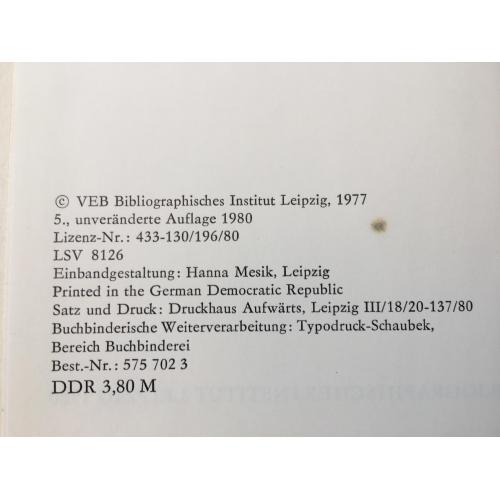 © VEB Bibliographisches Institut Leipzig, 1977
5., unveränderte Auflage 1980
Lizenz-Nr.: 433-130/196/80
LSV 8126
Einbandgestaltung: Hanna Mesik, Leipzig
Printed in the German Democratic Republic
Satz und Druck: Druckhaus Aufwärts, Leipzig III/18/20-137/80
Buchbinderische Weiterverarbeitung: Typodruck-Schaubek,
Bereich Buchbinderei
Best.-Nr.: 575 702 3
DDR 3,80 M